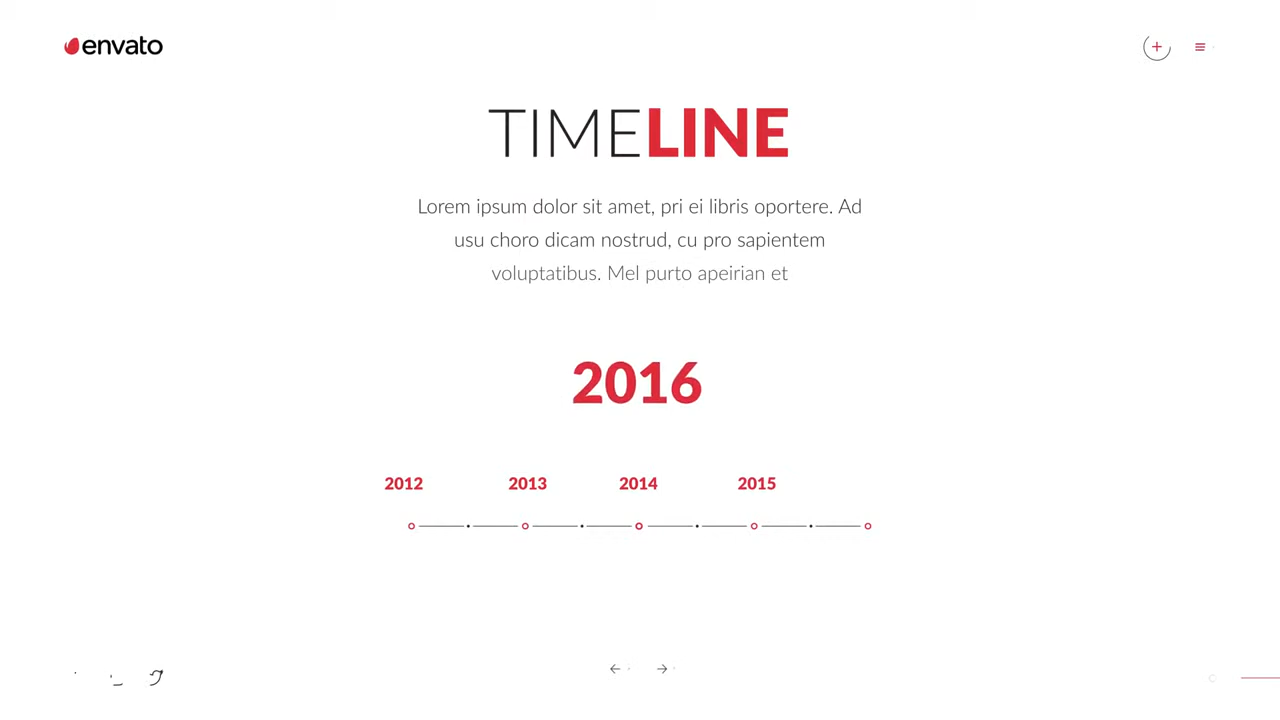 envato
TIMELINE
Lorem ipsum dolor sit amet, pri ei libris oportere. Ad
usu choro dicam nostrud, cu pro sapientem
voluptatibus. Mel purto apeirian et
2016
2012 2013 2014 2015